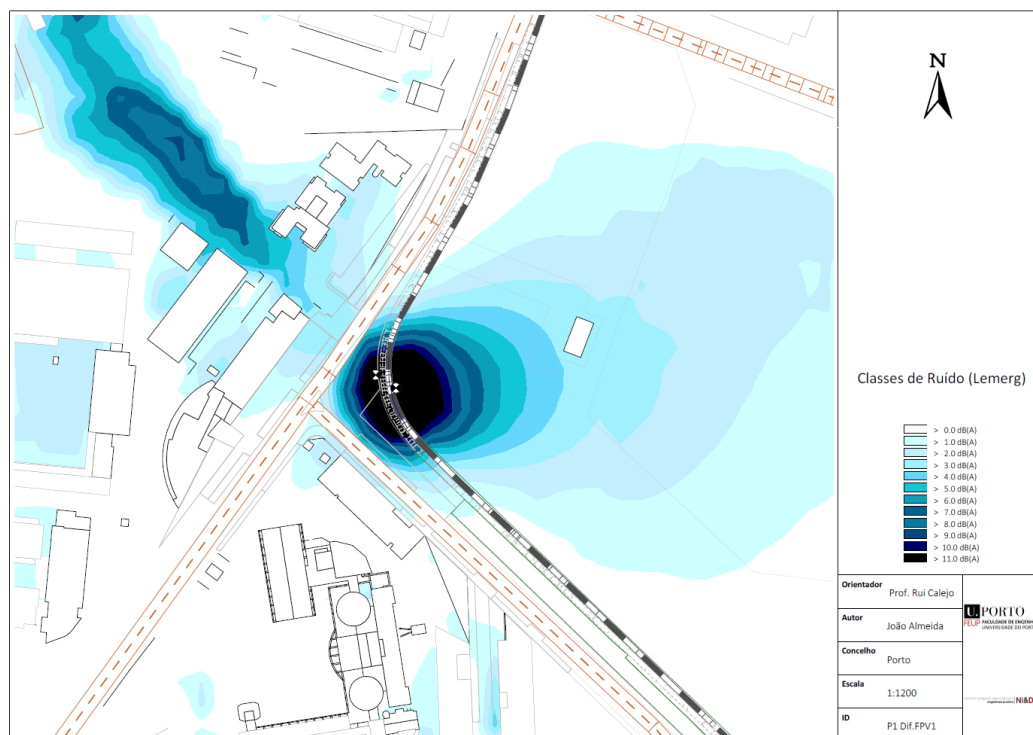 N
Classes de Ruído (Lemerg)
> 0.0 dB(A)
> 1.0 dB(A)
> 2.0 dB(A)
> 3.0 dB(A)
> 4.0 dB(A)
> 5.0 dB(A)
> 6.0 dB(A)
> 7.0 dB(A)
> 8.0 dB(A)
> 9.0 dB(A)
> 10.0 dB(A)
> 11.0 dB(A)
Orientador
Prof. Rui Calejo
Autor
João Almeida
Concelho
Porto
Escala
1:1200
ID
P1 Dif.FPV1
U. PORTO
FEUP FACULDADE DE ENGENH
UNIVERSIDADE DO PORT
NI&D